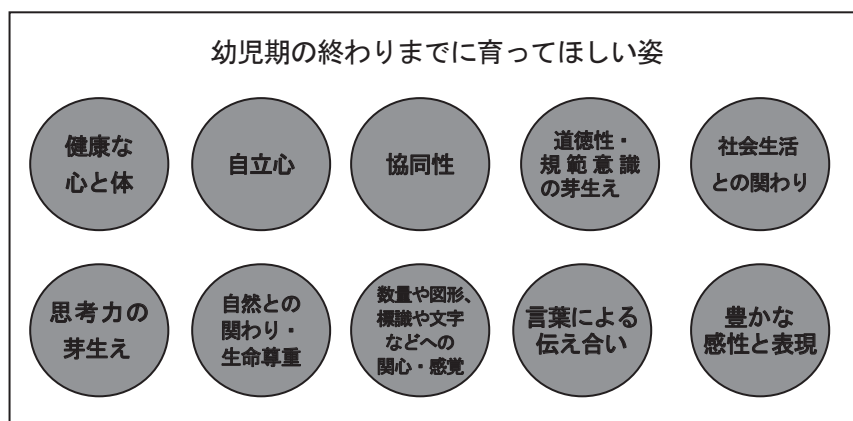 幼児期の終わりまでに育ってほしい姿
健康な
心と体
自立心
協同性
道徳性・
規範意識
の芽生え
社会生活
との関わり
思考力の
芽生え
自然との
関わり・
生命尊重
数量や図形、
標識や文字
などへの
関心・感覚
言葉による
伝え合い
豊かな
感性と表現